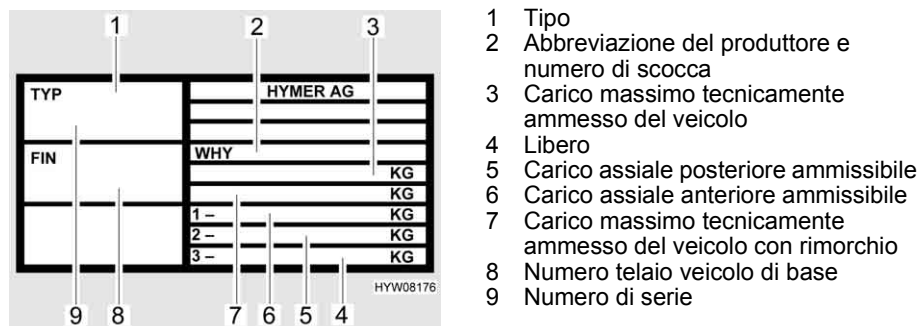 1 2 3
TYP
HYMER AG
FIN
WHY
KG
KG
1 – KG
2 – KG
3 – KG
HYW08176
9 8 7 6 5 4
1 Tipo
2 Abbreviazione del produttore e
numero di scocca
3 Carico massimo tecnicamente
ammesso del veicolo
4 Libero
5 Carico assiale posteriore ammissibile
6 Carico assiale anteriore ammissibile
7 Carico massimo tecnicamente
ammesso del veicolo con rimorchio
8 Numero telaio veicolo di base
9 Numero di serie